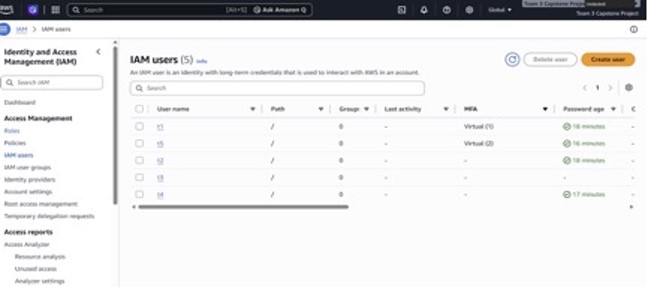 aws
Search
[Alt+S]
Ask Amazon Q
Global
Team 3 Capstone Project
IAM > IAM users
Identity and Access Management (IAM)
Search IAM
Dashboard
Access Management
Roles
Policies
IAM users
IAM user groups
Identity providers
Account settings
Root access management
Temporary delegation requests
Access reports
Access Analyzer
Resource analysis
Unused access
Analyzer settings
IAM users (5) Info
Delete user
Create user
An IAM user is an identity with long-term credentials that is used to interact with AWS in an account.
Search
1
User name Path Group Last activity MFA Password age C
/ 0 - Virtual (1) 18 minutes -
/ 0 - Virtual (2) 16 minutes -
/ 0 - - 18 minutes -
/ 0 - - - -
/ 0 - - 17 minutes -